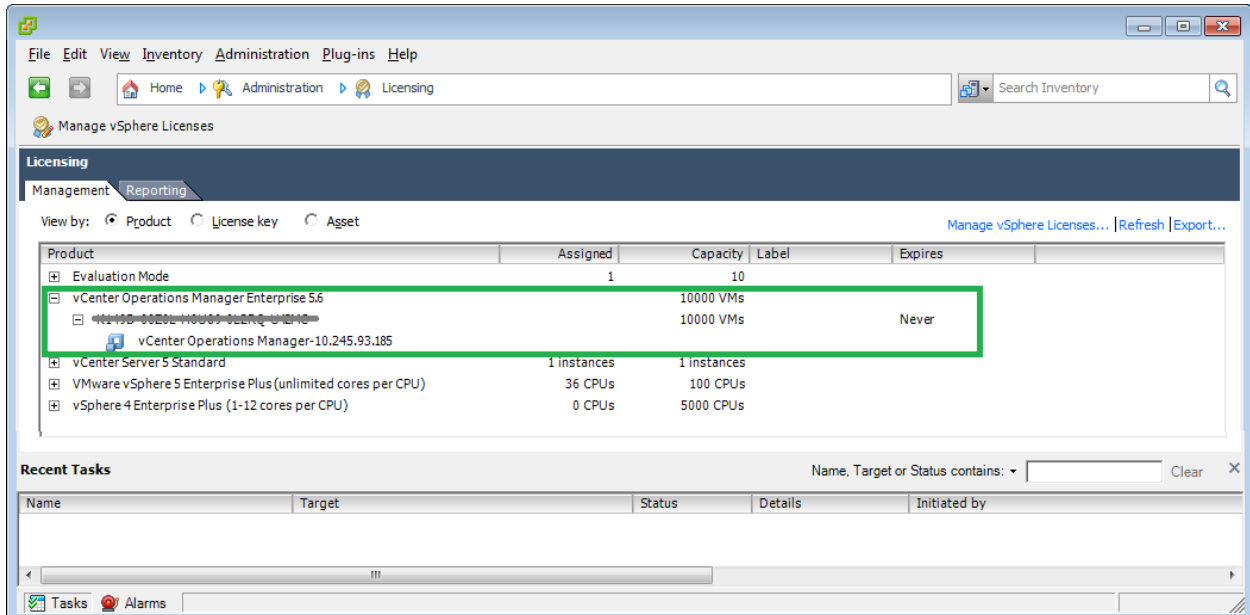 File Edit View Inventory Administration Plug-ins Help
Home Administration Licensing Search Inventory
Manage vSphere Licenses
Licensing
Management Reporting
View by: Product License key Asset Manage vSphere Licenses... Refresh Export...
Product Assigned Capacity Label Expires
Evaluation Mode 1 10
vCenter Operations Manager Enterprise 5.6 10000 VMs
10000 VMs Never
vCenter Operations Manager-10.245.93.185
vCenter Server 5 Standard 1 instances 1 instances
VMware vSphere 5 Enterprise Plus (unlimited cores per CPU) 36 CPUs 100 CPUs
vSphere 4 Enterprise Plus (1-12 cores per CPU) 0 CPUs 5000 CPUs
Recent Tasks Name, Target or Status contains: Clear
Name Target Status Details Initiated by
Tasks Alarms